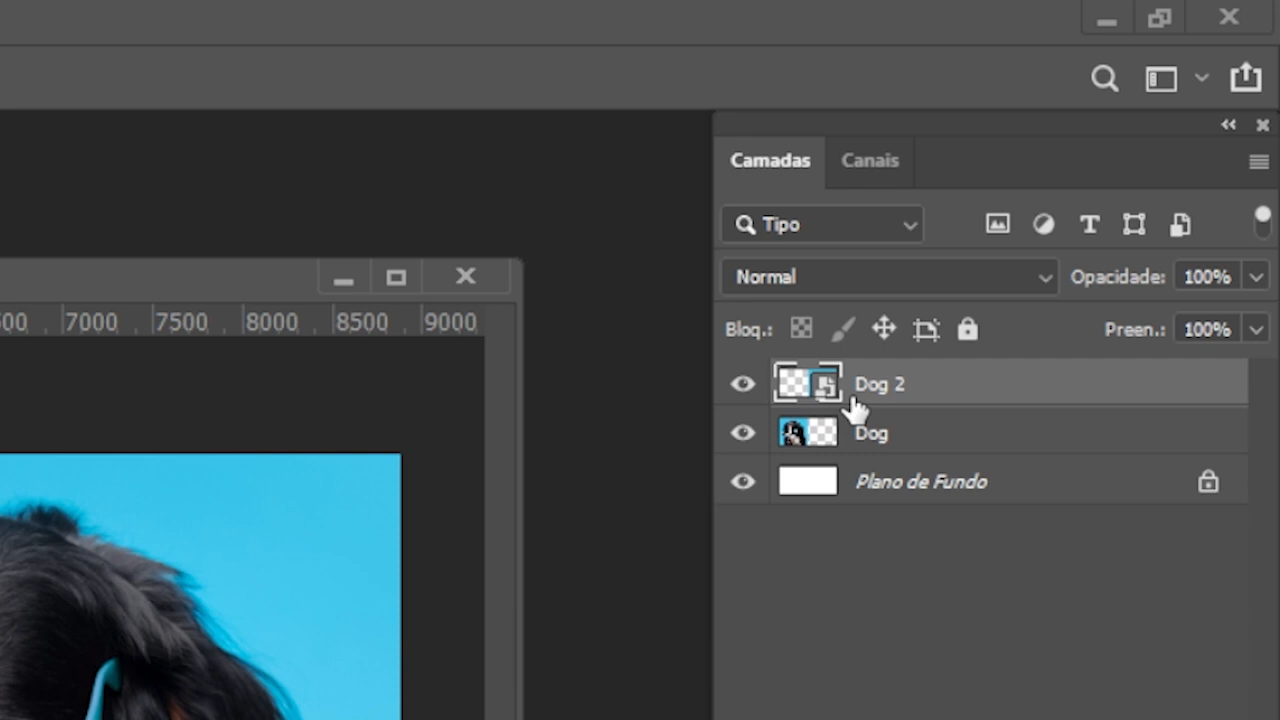 Camadas Canais
Tipo
Normal Opacidade: 100%
7000 7500 8000 8500 9000
Bloq.: Preen.: 100%
Dog 2
Dog
Plano de Fundo